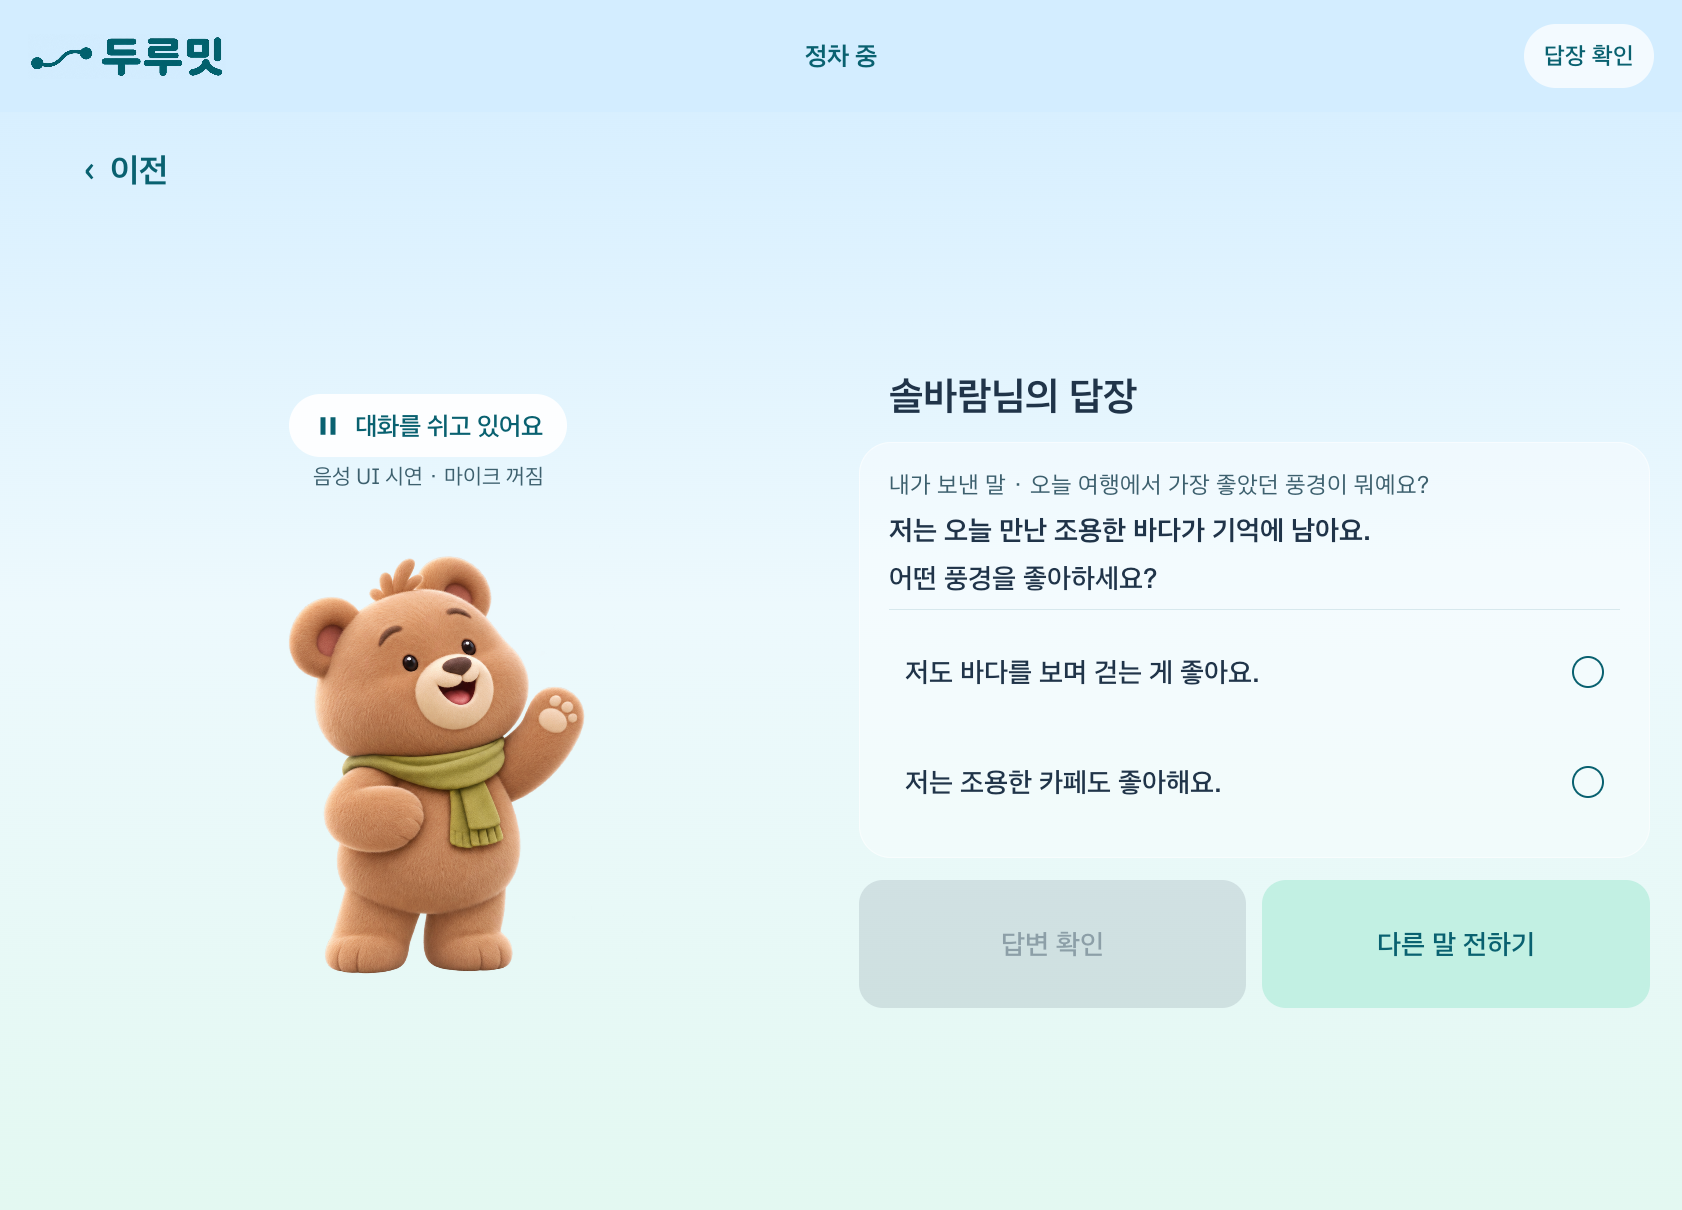 두루밋
정차 중
답장 확인
‹ 이전
대화를 쉬고 있어요
음성 UI 시연 · 마이크 꺼짐
솔바람님의 답장
내가 보낸 말 · 오늘 여행에서 가장 좋았던 풍경이 뭐예요?
저는 오늘 만난 조용한 바다가 기억에 남아요.
어떤 풍경을 좋아하세요?
저도 바다를 보며 걷는 게 좋아요.
저는 조용한 카페도 좋아해요.
답변 확인
다른 말 전하기